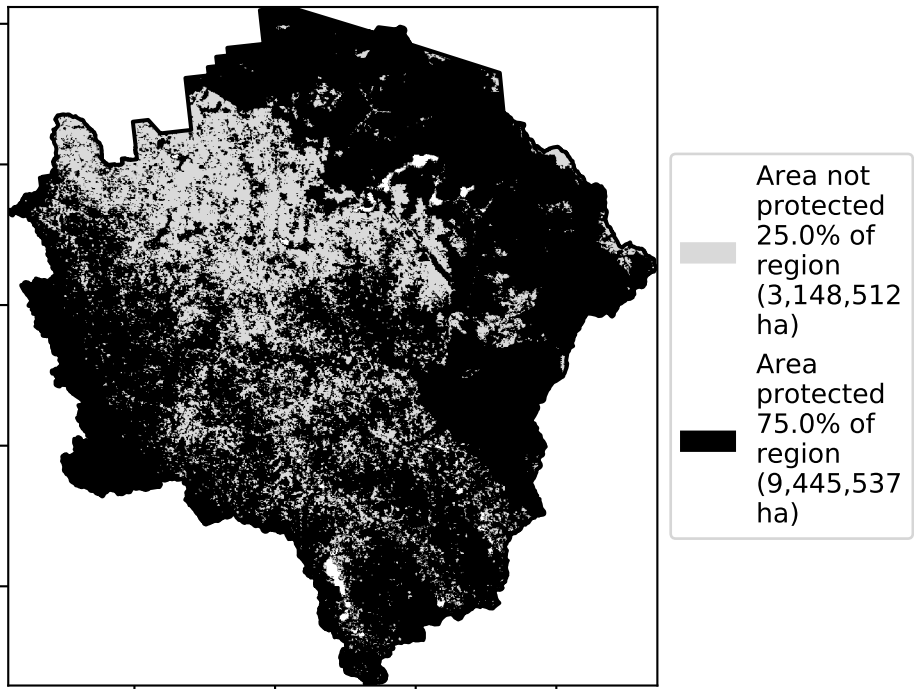 Area not
protected
25.0% of
region
(3,148,512
ha)
Area
protected
75.0% of
region
(9,445,537
ha)